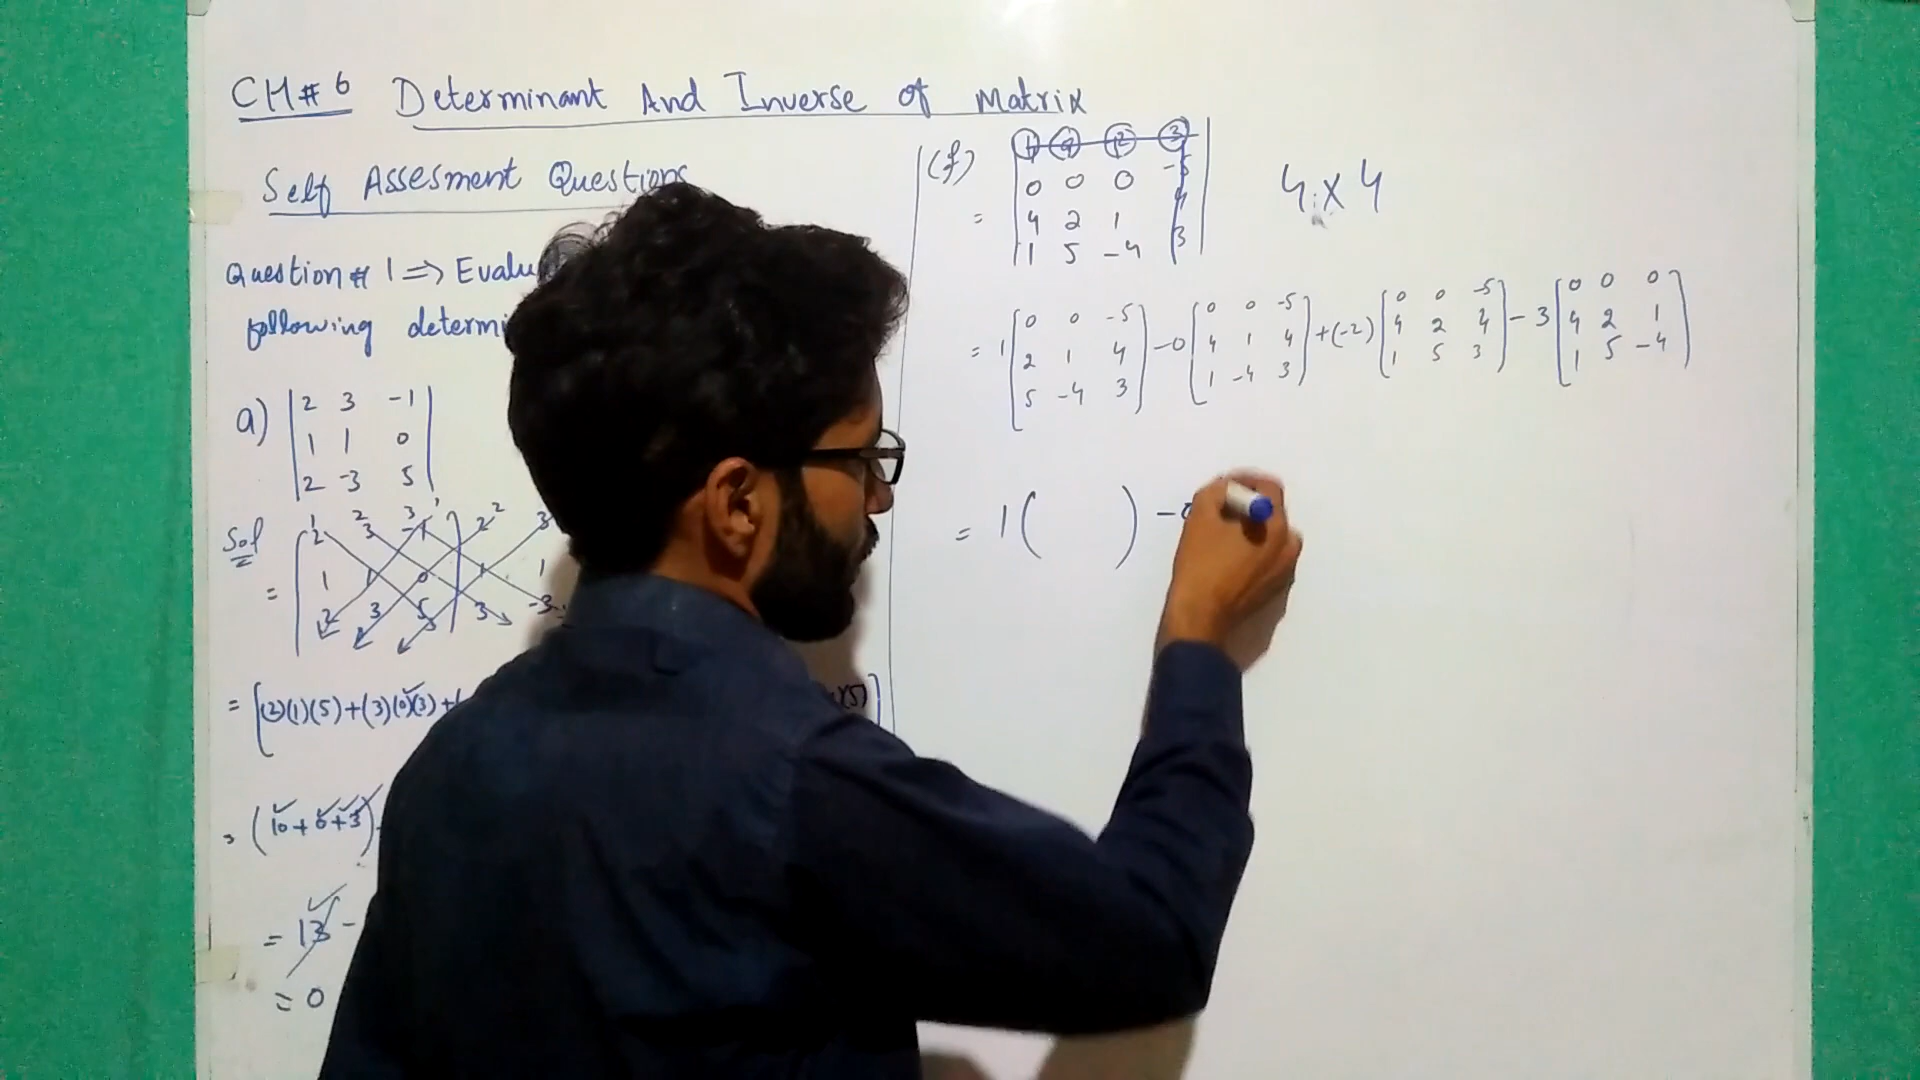 CH# 6 Determinant And Inverse of Matrix
Self Assesment Questions
Question # 1 => Evalu
following determi
a) | 2 3 -1 |
| 1 1 0 |
| 2 -3 5 |
Sol
= [(2)(1)(5)+(3)(0)(3)+
)(5)]
= (10+0+3)
= 13 -
= 0
(f)
0 0 0 -5
= 4 2 1 4
1 5 -4 3
4 x 4
= 1 [ 0 0 -5 ] -0 [ 0 0 -5 ] +(-2) [ 0 0 -5 ] - 3 [ 0 0 0 ]
[ 2 1 4 ] [ 4 1 4 ] [ 4 2 4 ] [ 4 2 1 ]
[ 5 -4 3 ] [ 1 -4 3 ] [ 1 5 3 ] [ 1 5 -4 ]
= 1 ( ) -0